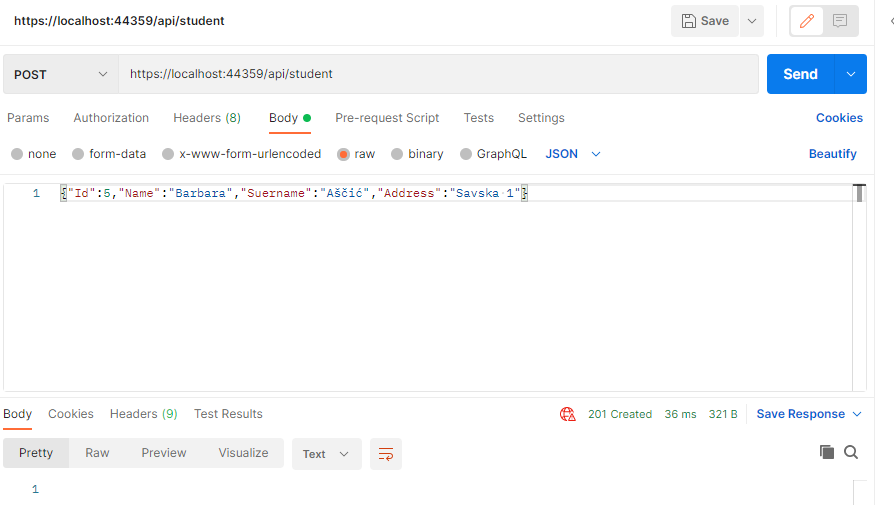 https://localhost:44359/api/student Save
POST https://localhost:44359/api/student Send
Params Authorization Headers (8) Body Pre-request Script Tests Settings Cookies
none form-data x-www-form-urlencoded raw binary GraphQL JSON Beautify
1 {"Id":5,"Name":"Barbara","Suername":"Aščić","Address":"Savska 1"}
Body Cookies Headers (9) Test Results 201 Created 36 ms 321 B Save Response
Pretty Raw Preview Visualize Text
1